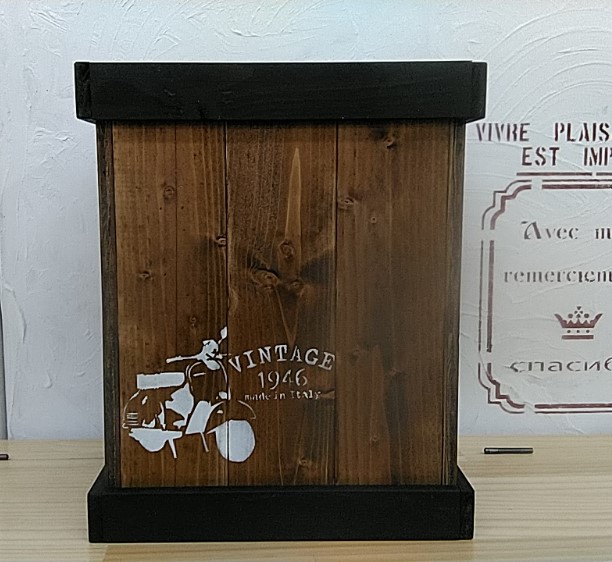 VINTAGE
1946
made in Italy
VIVRE PLAIS
EST IMP
Avec m
remerciem
спасиб